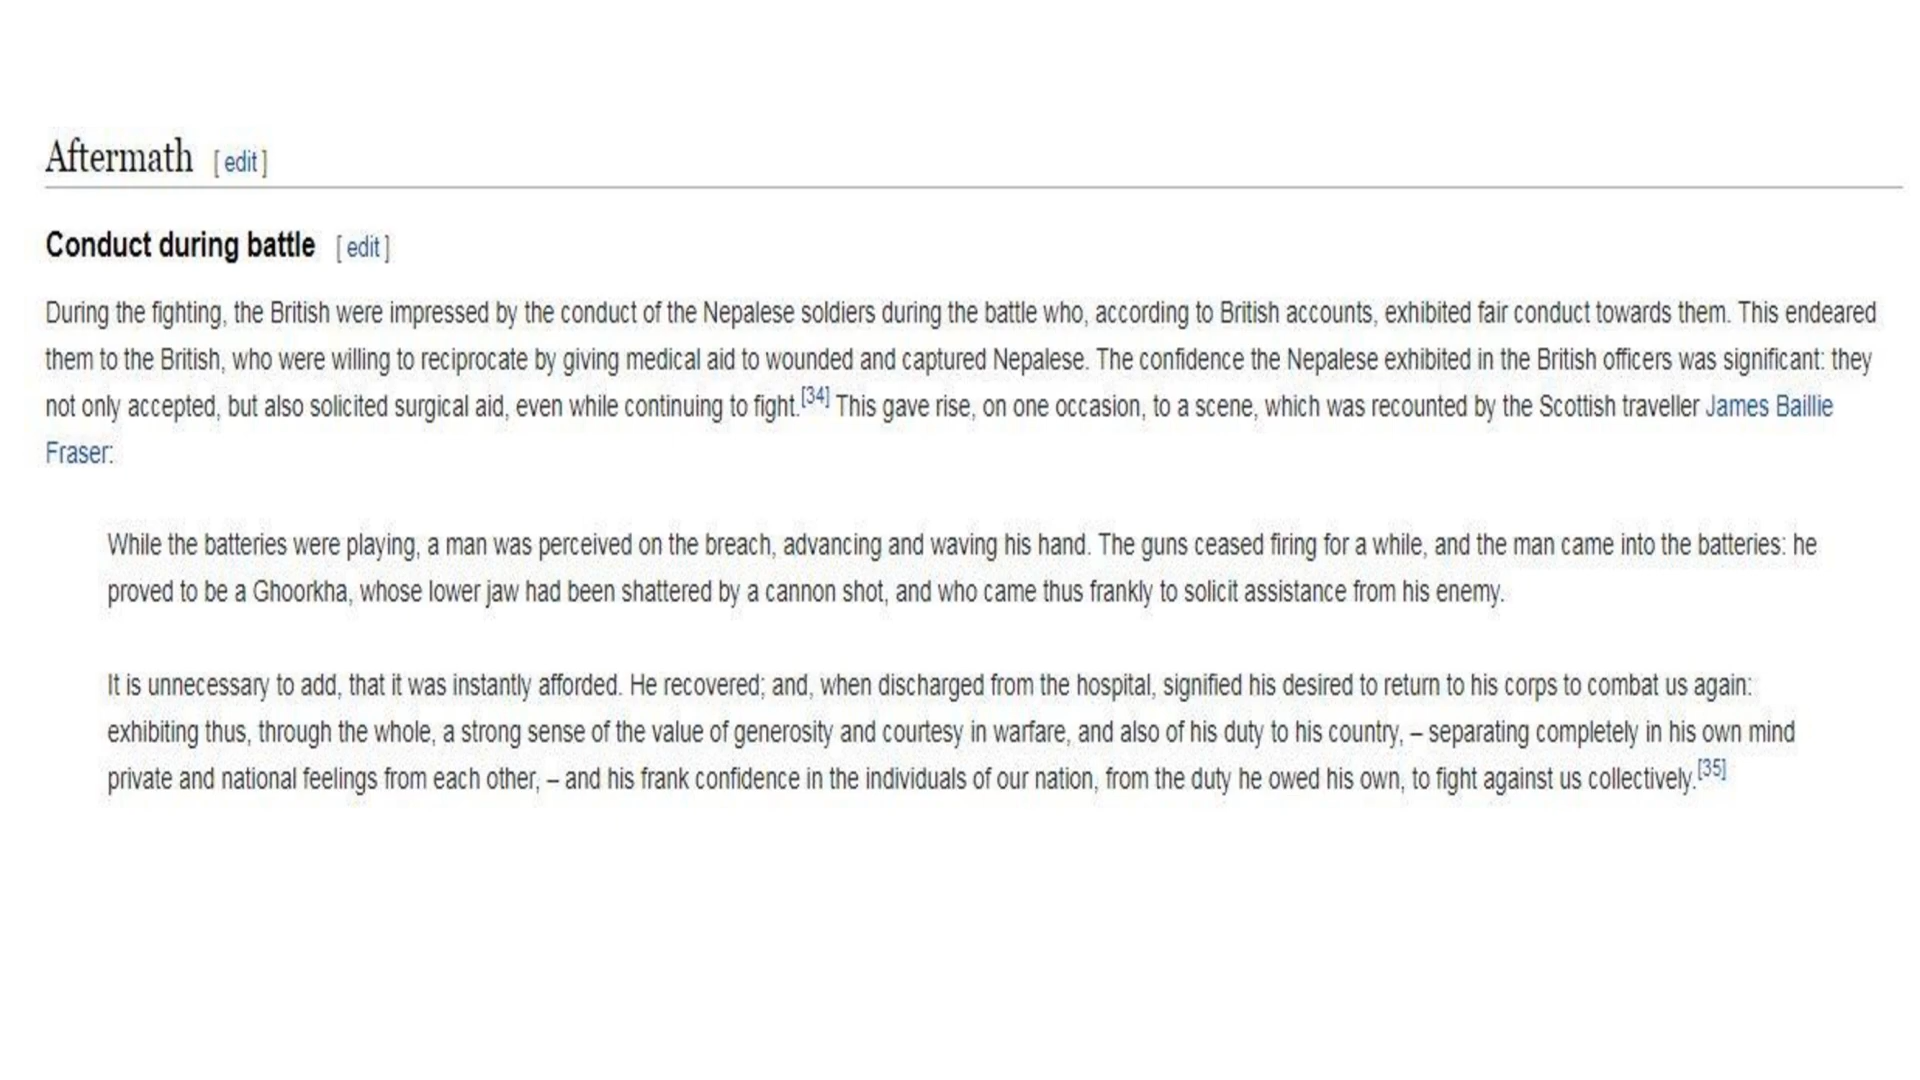 Aftermath [ edit ]
Conduct during battle [ edit ]
During the fighting, the British were impressed by the conduct of the Nepalese soldiers during the battle who, according to British accounts, exhibited fair conduct towards them. This endeared
them to the British, who were willing to reciprocate by giving medical aid to wounded and captured Nepalese. The confidence the Nepalese exhibited in the British officers was significant: they
not only accepted, but also solicited surgical aid, even while continuing to fight.[34] This gave rise, on one occasion, to a scene, which was recounted by the Scottish traveller James Baillie
Fraser:
While the batteries were playing, a man was perceived on the breach, advancing and waving his hand. The guns ceased firing for a while, and the man came into the batteries: he
proved to be a Ghoorkha, whose lower jaw had been shattered by a cannon shot, and who came thus frankly to solicit assistance from his enemy.
It is unnecessary to add, that it was instantly afforded. He recovered; and, when discharged from the hospital, signified his desired to return to his corps to combat us again:
exhibiting thus, through the whole, a strong sense of the value of generosity and courtesy in warfare, and also of his duty to his country, – separating completely in his own mind
private and national feelings from each other, – and his frank confidence in the individuals of our nation, from the duty he owed his own, to fight against us collectively.[35]